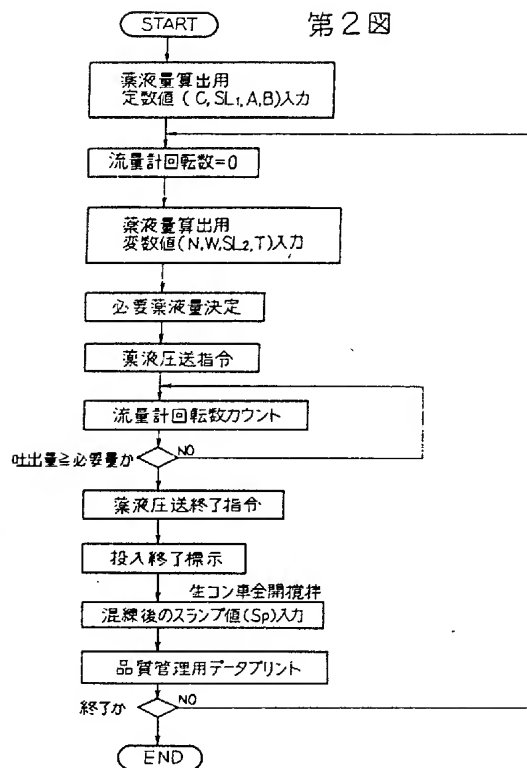 第2図
START
薬液量算出用
定数値(C,SL₁,A,B)入力
流量計回転数=0
薬液量算出用
変数値(N,W,SL₂,T)入力
必要薬液量決定
薬液圧送指令
流量計回転数カウント
吐出量≧必要量か
NO
薬液圧送終了指令
投入終了標示
生コン車全開撹拌
混練後のスランプ値(Sp)入力
品質管理用データプリント
終了か
NO
END